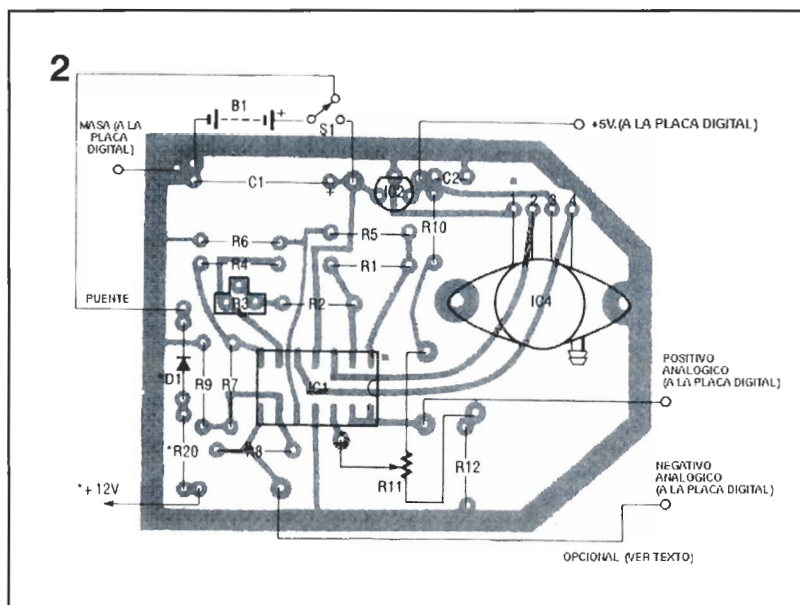 2
B1
+
S1
MASA (A LA
PLACA
DIGITAL)
+5V.(A LA PLACA DIGITAL)
C1
+
IC2
C2
1 2 3 4
R10
R6
R5
R4
R1
R3
R2
IC4
PUENTE
*D1
R9
R7
IC1
POSITIVO
ANALOGICO
(A LA PLACA DIGITAL)
*R20
R8
R11
R12
NEGATIVO
ANALOGICO
(A LA PLACA DIGITAL)
*+ 12V
OPCIONAL (VER TEXTO)